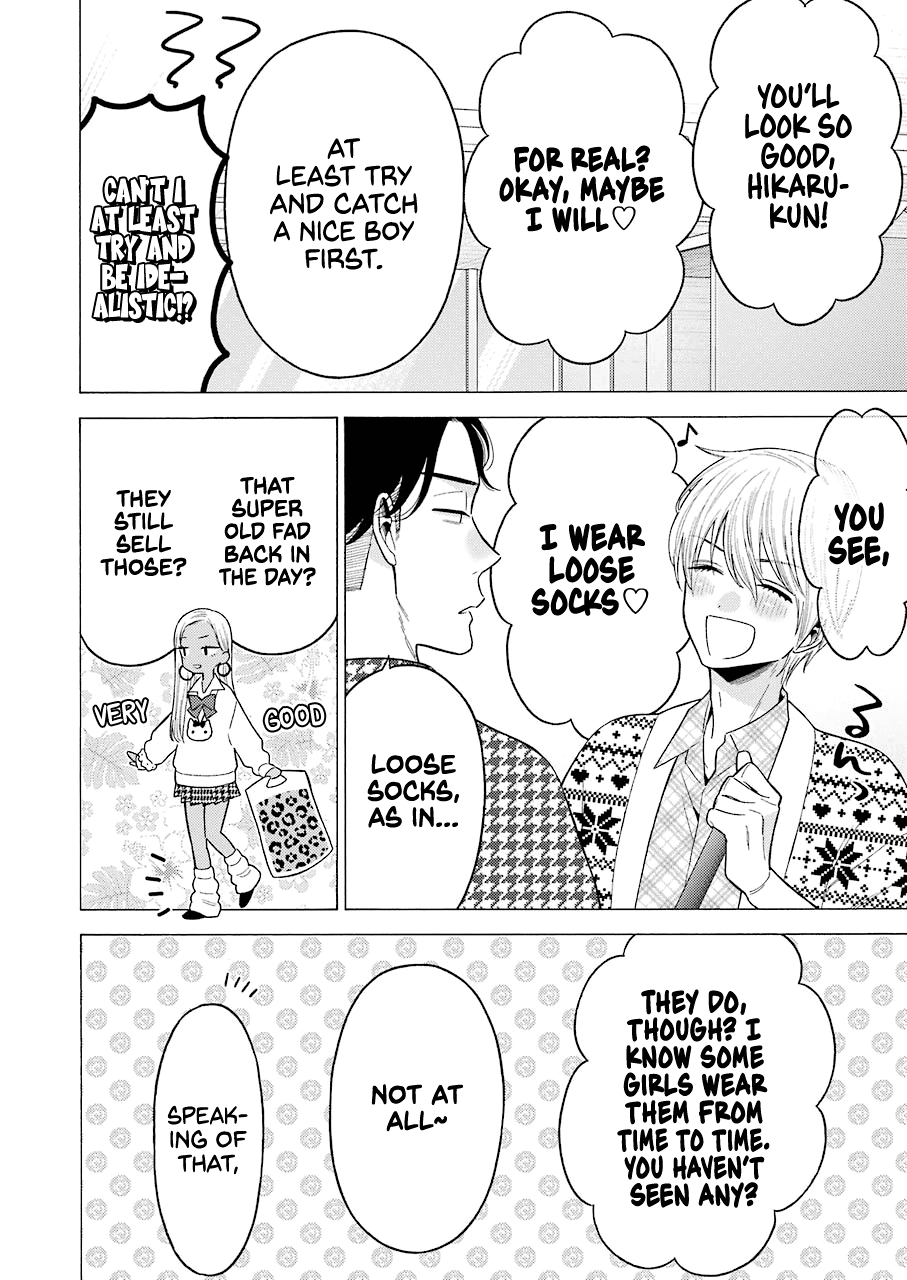 YOU'LL
LOOK SO
GOOD,
HIKARU-
KUN!
FOR REAL?
OKAY, MAYBE
I WILL♡
AT
LEAST TRY
AND CATCH
A NICE BOY
FIRST.
CAN'T I
AT LEAST
TRY AND
BE IDE-
ALISTIC!?
YOU
SEE,
I WEAR
LOOSE
SOCKS♡
るん♪
LOOSE
SOCKS,
AS IN...
THAT
SUPER
OLD FAD
BACK IN
THE DAY?
THEY
STILL
SELL
THOSE?
VERY
GOOD
THEY DO,
THOUGH? I
KNOW SOME
GIRLS WEAR
THEM FROM
TIME TO TIME.
YOU HAVEN'T
SEEN ANY?
NOT AT
ALL~
SPEAK-
ING OF
THAT,